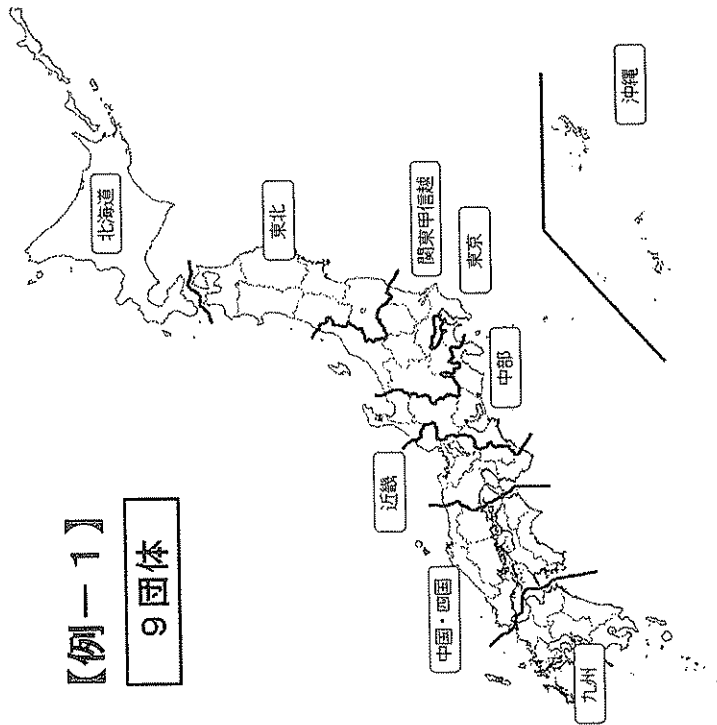 【例－１】
９団体
北海道
東北
関東甲信越
東京
中部
近畿
中国・四国
九州
沖縄